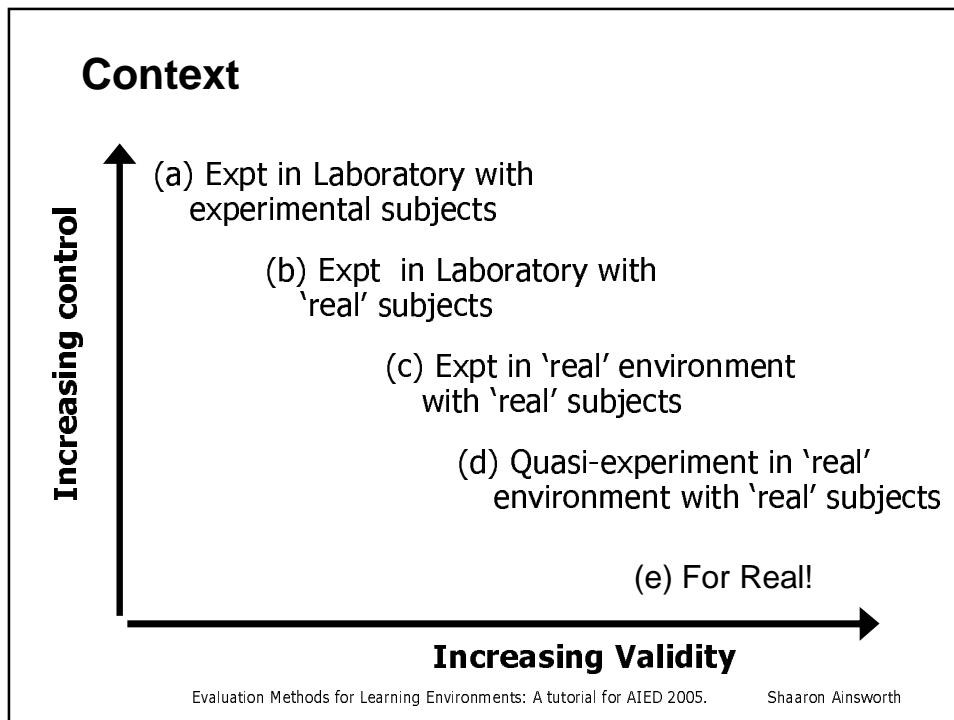 Context
Increasing control
(a) Expt in Laboratory with
experimental subjects
(b) Expt in Laboratory with
‘real’ subjects
(c) Expt in ‘real’ environment
with ‘real’ subjects
(d) Quasi-experiment in ‘real’
environment with ‘real’ subjects
(e) For Real!
Increasing Validity
Evaluation Methods for Learning Environments: A tutorial for AIED 2005. Shaaron Ainsworth